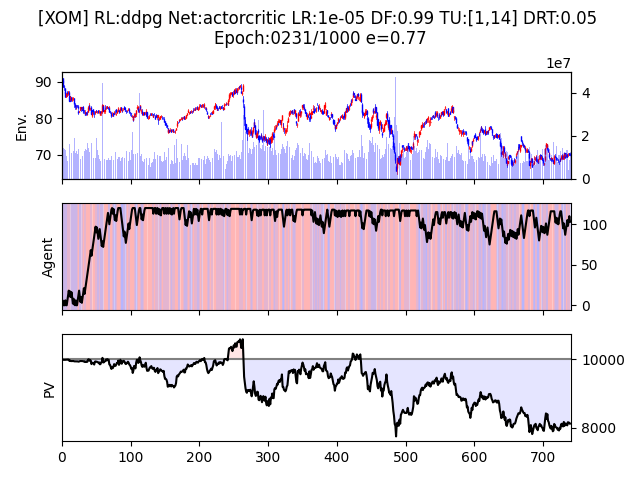 [XOM] RL:ddpg Net:actorcritic LR:1e-05 DF:0.99 TU:[1,14] DRT:0.05
Epoch:0231/1000 e=0.77
1e7
90
80
70
Env.
4
2
0
Agent
100
50
0
PV
10000
8000
0 100 200 300 400 500 600 700